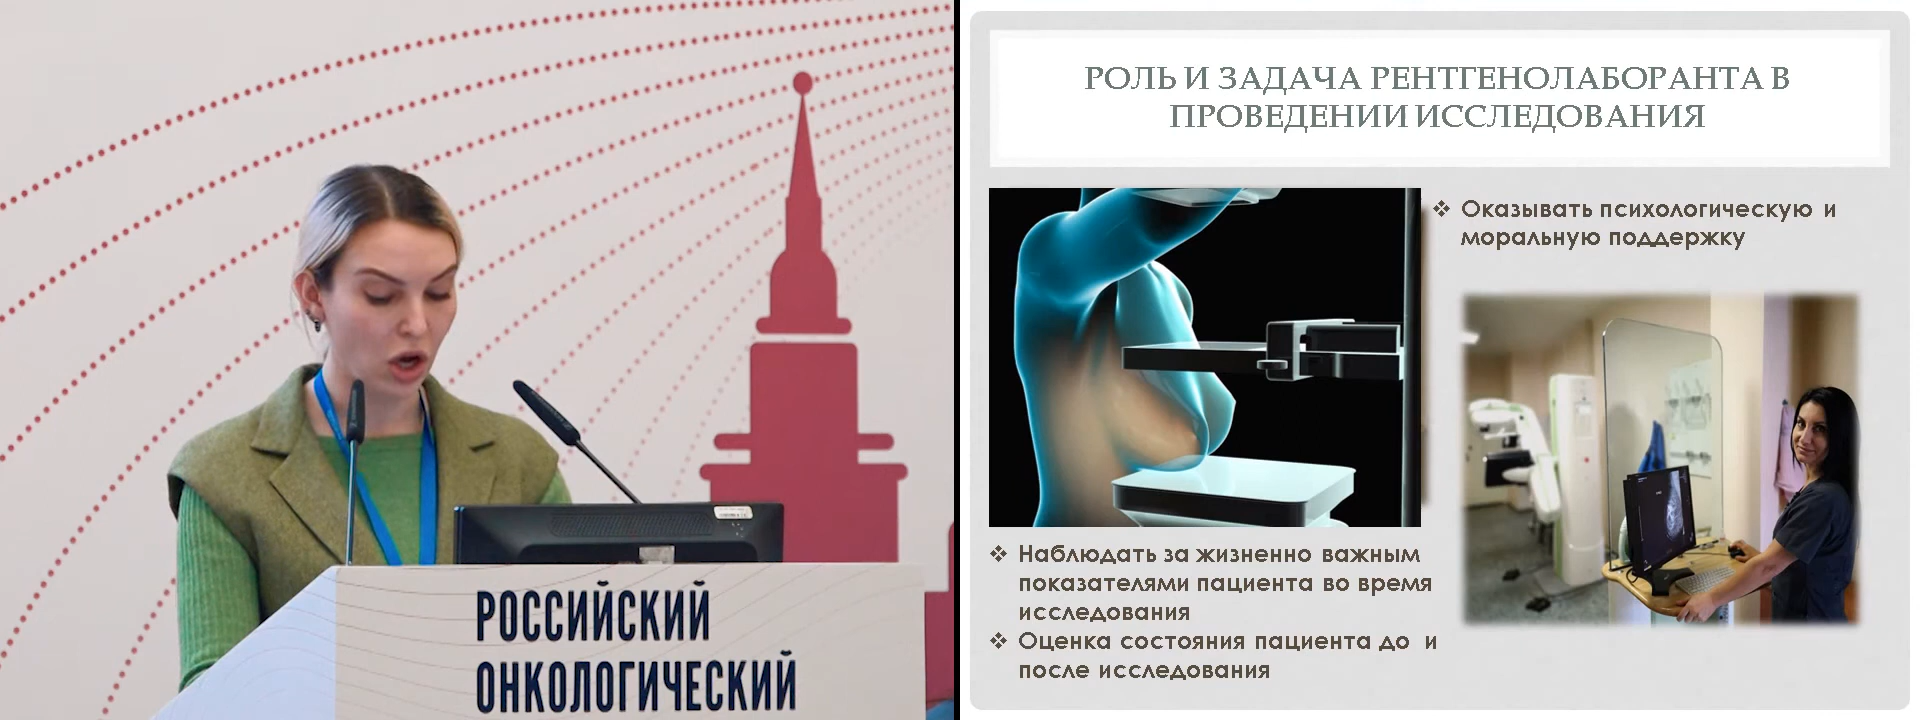 РОССИЙСКИЙ
ОНКОЛОГИЧЕСКИЙ
РОЛЬ И ЗАДАЧА РЕНТГЕНОЛАБОРАНТА В
ПРОВЕДЕНИИ ИССЛЕДОВАНИЯ
❖ Оказывать психологическую и
моральную поддержку
❖ Наблюдать за жизненно важным
показателями пациента во время
исследования
❖ Оценка состояния пациента до и
после исследования